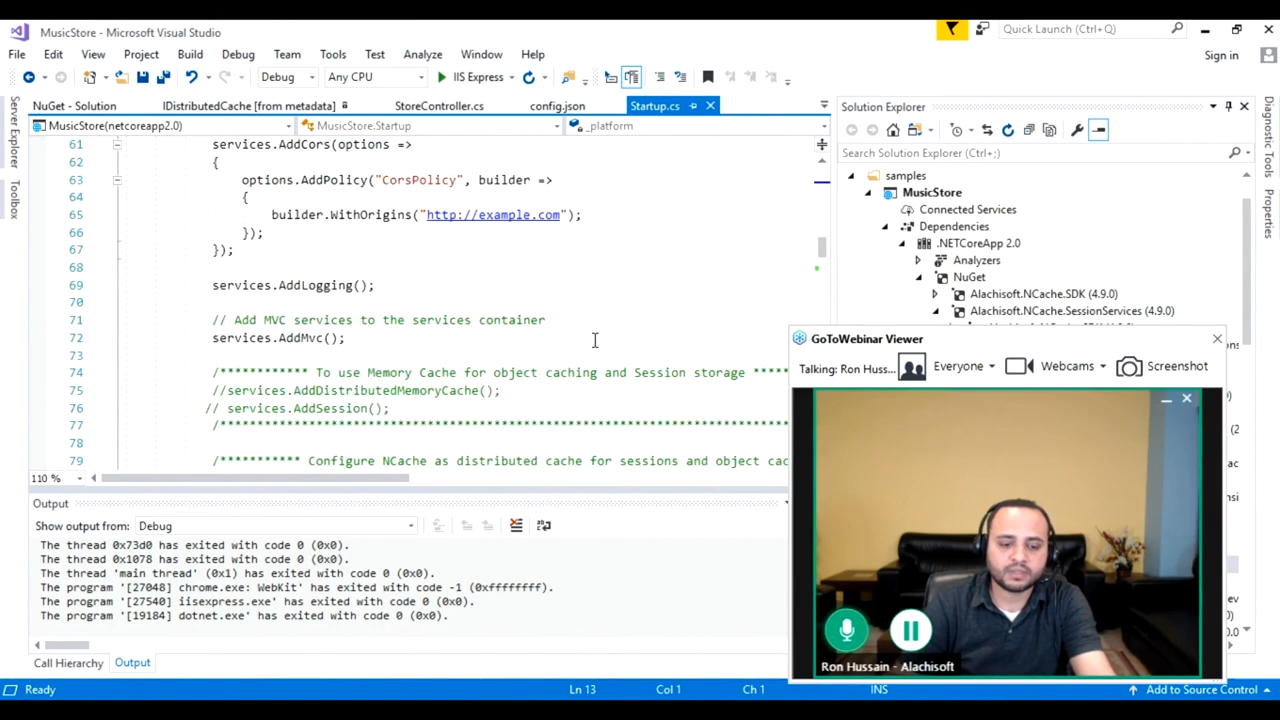 MusicStore - Microsoft Visual Studio
Quick Launch (Ctrl+Q)
File Edit View Project Build Debug Team Tools Test Analyze Window Help
Sign in
Debug Any CPU IIS Express
Server Explorer
Toolbox
NuGet - Solution IDistributedCache [from metadata] StoreController.cs config.json Startup.cs
MusicStore(netcoreapp2.0) MusicStore.Startup _platform
61 services.AddCors(options =>
62 {
63 options.AddPolicy("CorsPolicy", builder =>
64 {
65 builder.WithOrigins("http://example.com");
66 });
67 });
68
69 services.AddLogging();
70
71 // Add MVC services to the services container
72 services.AddMvc();
73
74 /*********** To use Memory Cache for object caching and Session storage **
75 //services.AddDistributedMemoryCache();
76 // services.AddSession();
77
78
79 /********** Configure NCache as distributed cache for sessions and object cac
110 %
Output
Show output from: Debug
The thread 0x73d0 has exited with code 0 (0x0).
The thread 0x1078 has exited with code 0 (0x0).
The thread 'main thread' (0x1) has exited with code 0 (0x0).
The program '[27048] chrome.exe: WebKit' has exited with code -1 (0xffffffff).
The program '[27540] iisexpress.exe' has exited with code 0 (0x0).
The program '[19184] dotnet.exe' has exited with code 0 (0x0).
Call Hierarchy Output
Solution Explorer
Search Solution Explorer (Ctrl+;)
samples
MusicStore
Connected Services
Dependencies
.NETCoreApp 2.0
Analyzers
NuGet
Alachisoft.NCache.SDK (4.9.0)
Alachisoft.NCache.SessionServices (4.9.0)
Diagnostic Tools
Properties
GoToWebinar Viewer
Talking: Ron Huss... Everyone Webcams Screenshot
Ron Hussain - Alachisoft
Ready Ln 13 Col 1 Ch 1 INS Add to Source Control